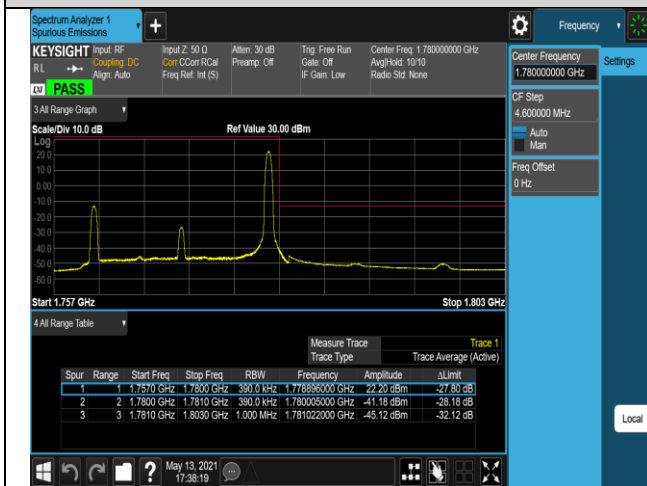 Spectrum Analyzer 1
Spurious Emissions
Frequency
KEYSIGHT
Input: RF
Input Z: 50 Ω
Atten: 30 dB
Trig: Free Run
Center Freq: 1.780000000 GHz
RL
Coupling: DC
Corr CCorr RCal
Preamp: Off
Gate: Off
Avg|Hold: 10/10
Align: Auto
Freq Ref: Int (S)
IF Gain: Low
Radio Std: None
LXI
PASS
Center Frequency
1.780000000 GHz
Settings
CF Step
4.600000 MHz
Auto
Man
Freq Offset
0 Hz
3 All Range Graph
Scale/Div 10.0 dB
Ref Value 30.00 dBm
Log
20.0
10.0
0.00
-10.0
-20.0
-30.0
-40.0
-50.0
-60.0
Start 1.757 GHz
Stop 1.803 GHz
4 All Range Table
Measure Trace
Trace 1
Trace Type
Trace Average (Active)
Spur Range Start Freq Stop Freq RBW Frequency Amplitude ΔLimit
1 1 1.7570 GHz 1.7800 GHz 390.0 kHz 1.778896000 GHz 22.20 dBm -27.80 dB
2 2 1.7800 GHz 1.7810 GHz 390.0 kHz 1.780005000 GHz -41.18 dBm -28.18 dB
3 3 1.7810 GHz 1.8030 GHz 1.000 MHz 1.781022000 GHz -45.12 dBm -32.12 dB
Local
May 13, 2021
17:38:19